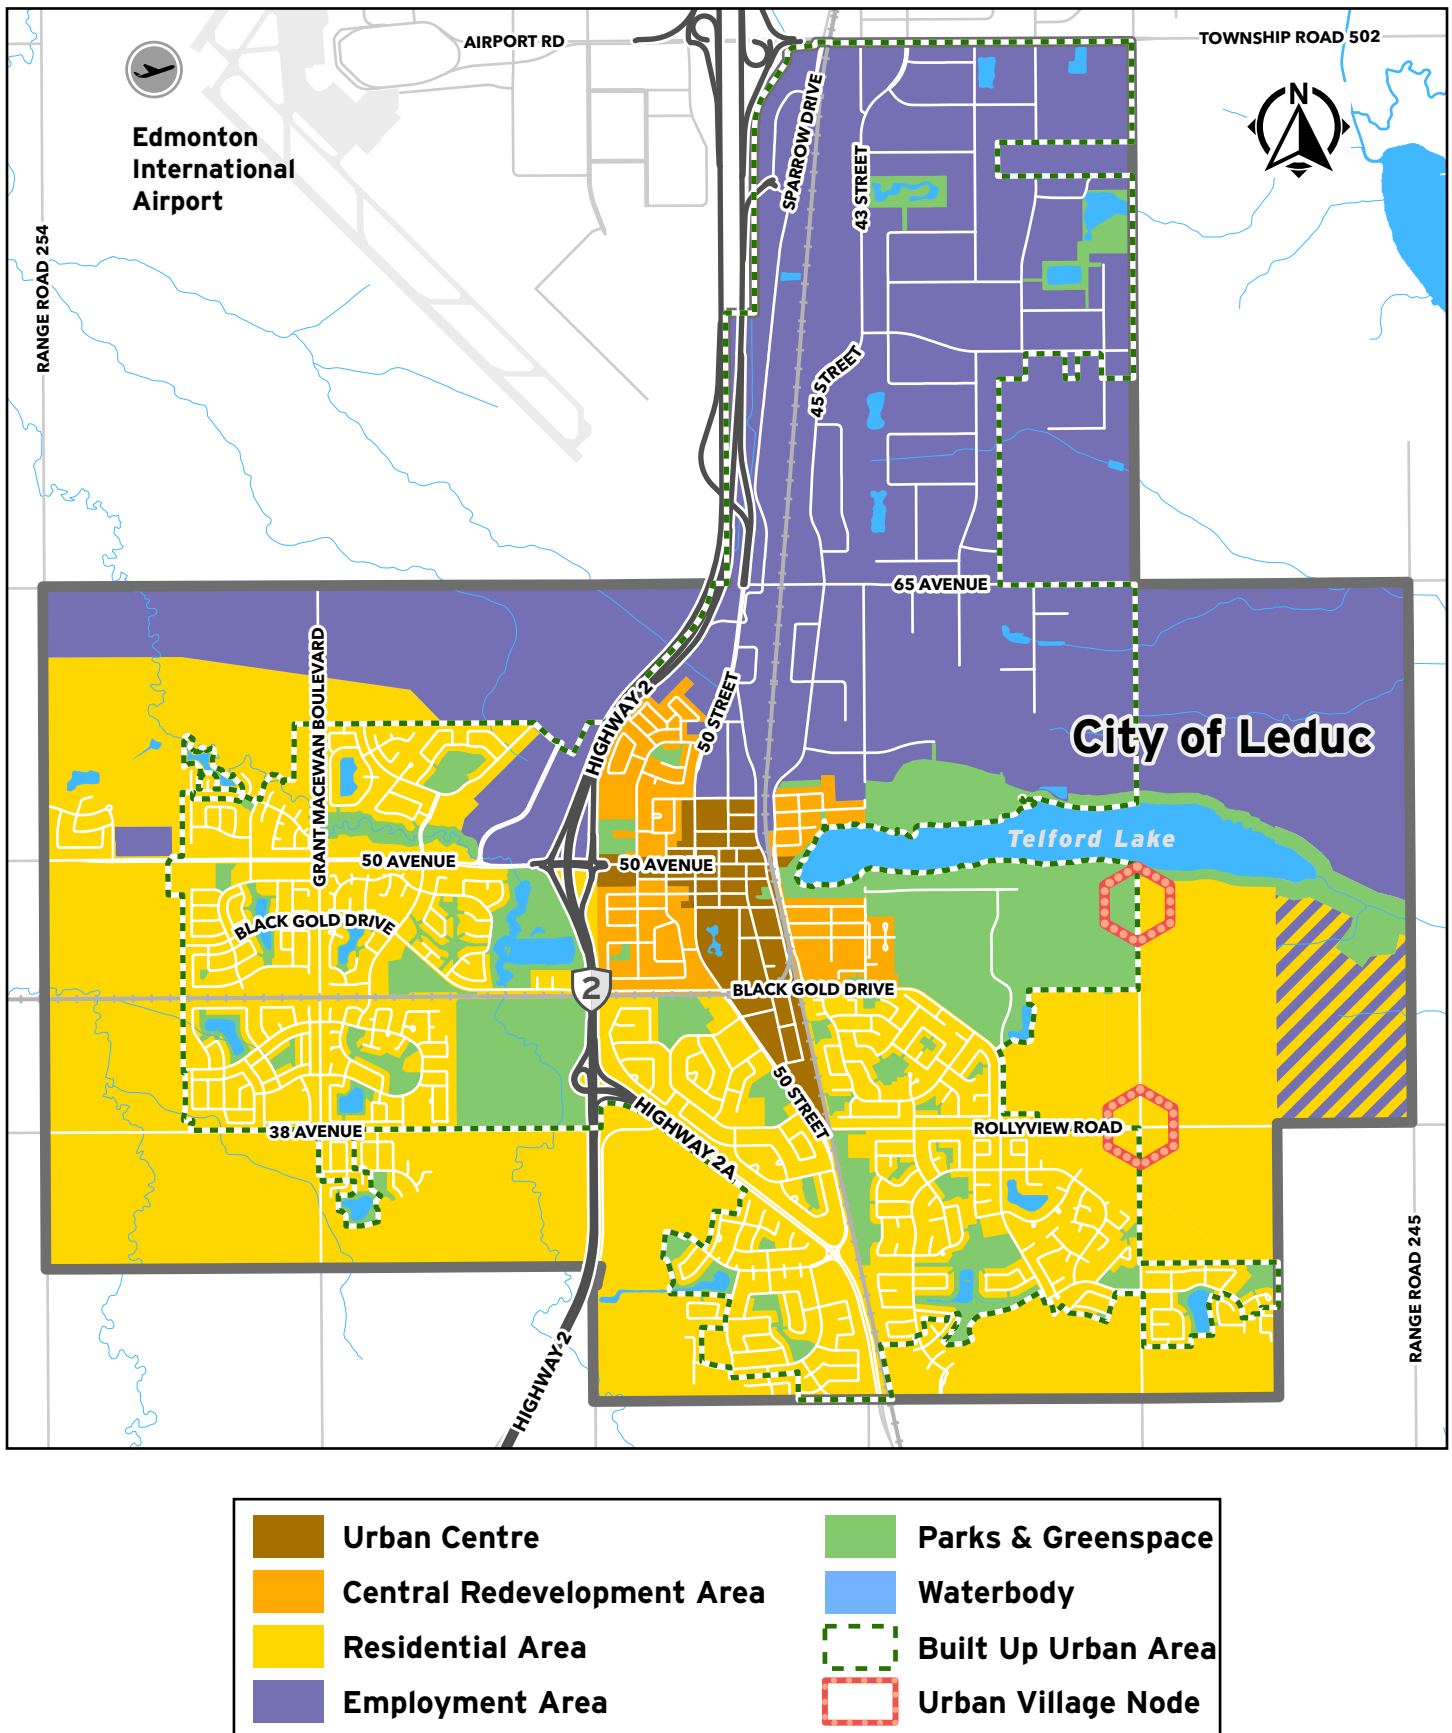 AIRPORT RD
TOWNSHIP ROAD 502
N
Edmonton
International
Airport
SPARROW DRIVE
43 STREET
RANGE ROAD 254
45 STREET
65 AVENUE
GRANT MACEWAN BOULEVARD
HIGHWAY 2
50 STREET
City of Leduc
Telford Lake
50 AVENUE
50 AVENUE
BLACK GOLD DRIVE
2
BLACK GOLD DRIVE
50 STREET
38 AVENUE
HIGHWAY 2A
ROLLYVIEW ROAD
RANGE ROAD 245
HIGHWAY 2
Urban Centre
Central Redevelopment Area
Residential Area
Employment Area
Parks & Greenspace
Waterbody
Built Up Urban Area
Urban Village Node